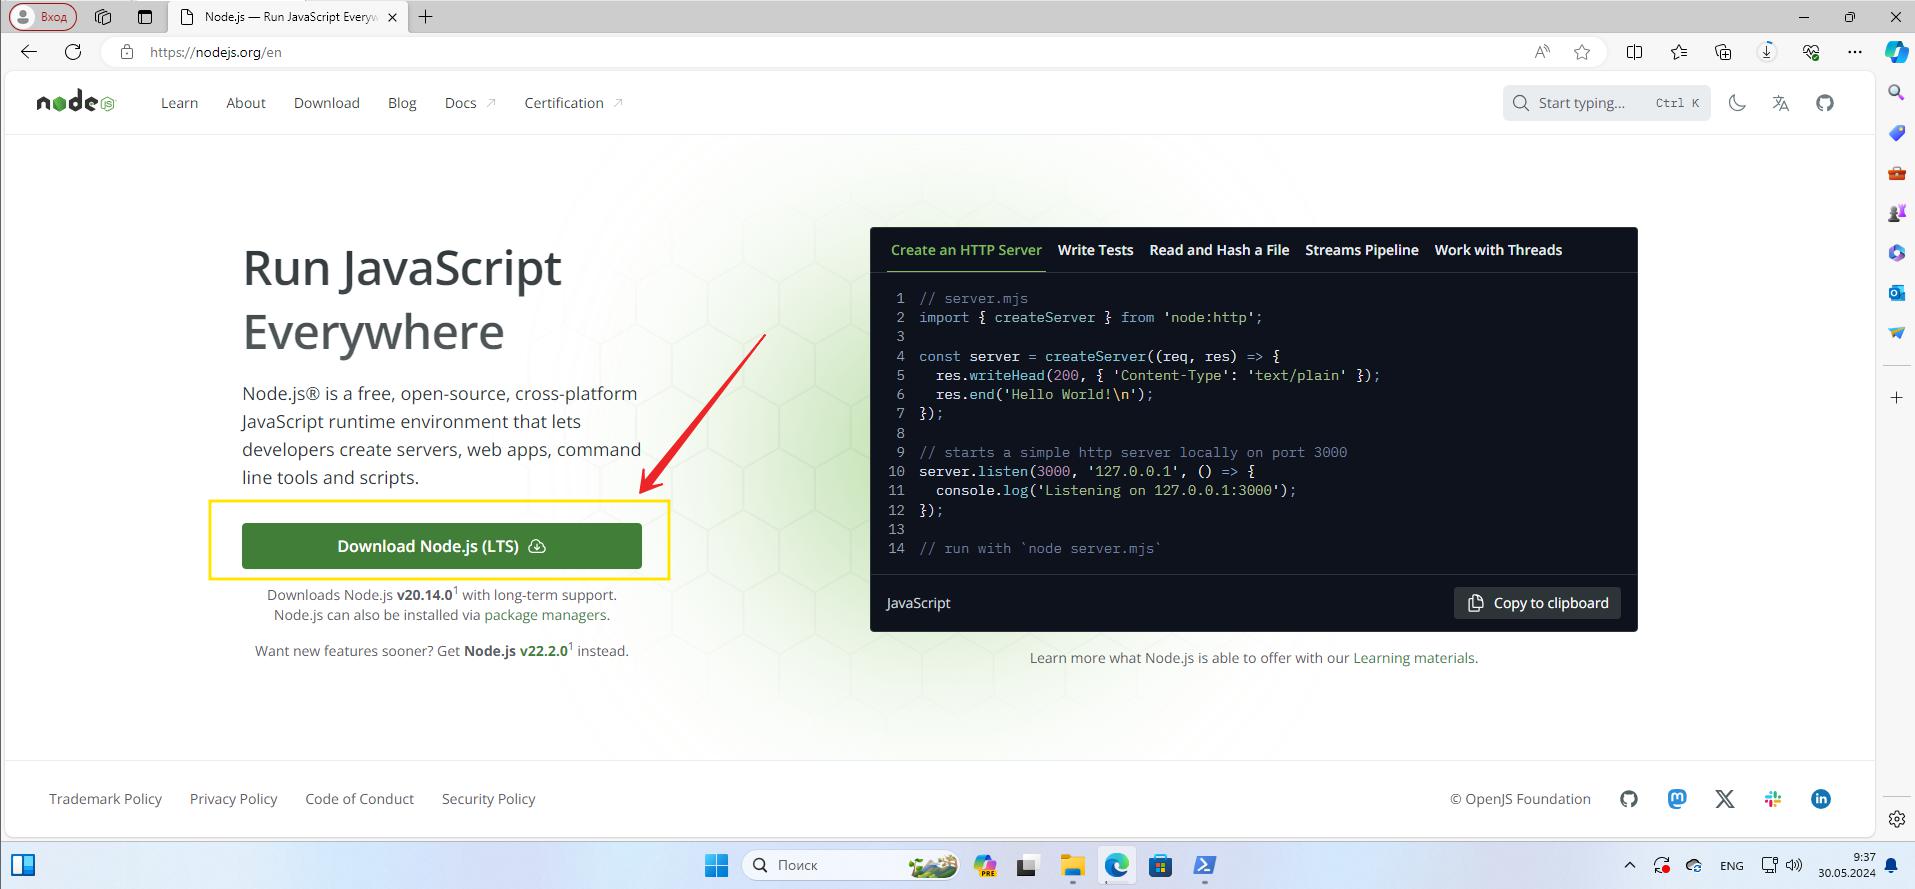 Вход
Node.js — Run JavaScript Everyw
https://nodejs.org/en
node JS
Learn About Download Blog Docs Certification
Start typing... Ctrl K
Run JavaScript
Everywhere
Node.js® is a free, open-source, cross-platform
JavaScript runtime environment that lets
developers create servers, web apps, command
line tools and scripts.
Download Node.js (LTS)
Downloads Node.js v20.14.0¹ with long-term support.
Node.js can also be installed via package managers.
Want new features sooner? Get Node.js v22.2.0¹ instead.
Create an HTTP Server Write Tests Read and Hash a File Streams Pipeline Work with Threads
1 // server.mjs
2 import { createServer } from 'node:http';
3
4 const server = createServer((req, res) => {
5   res.writeHead(200, { 'Content-Type': 'text/plain' });
6   res.end('Hello World!\n');
7 });
8
9 // starts a simple http server locally on port 3000
10 server.listen(3000, '127.0.0.1', () => {
11   console.log('Listening on 127.0.0.1:3000');
12 });
13
14 // run with `node server.mjs`
JavaScript
Copy to clipboard
Learn more what Node.js is able to offer with our Learning materials.
Trademark Policy Privacy Policy Code of Conduct Security Policy
© OpenJS Foundation
Поиск
PRE
ENG
9:37
30.05.2024